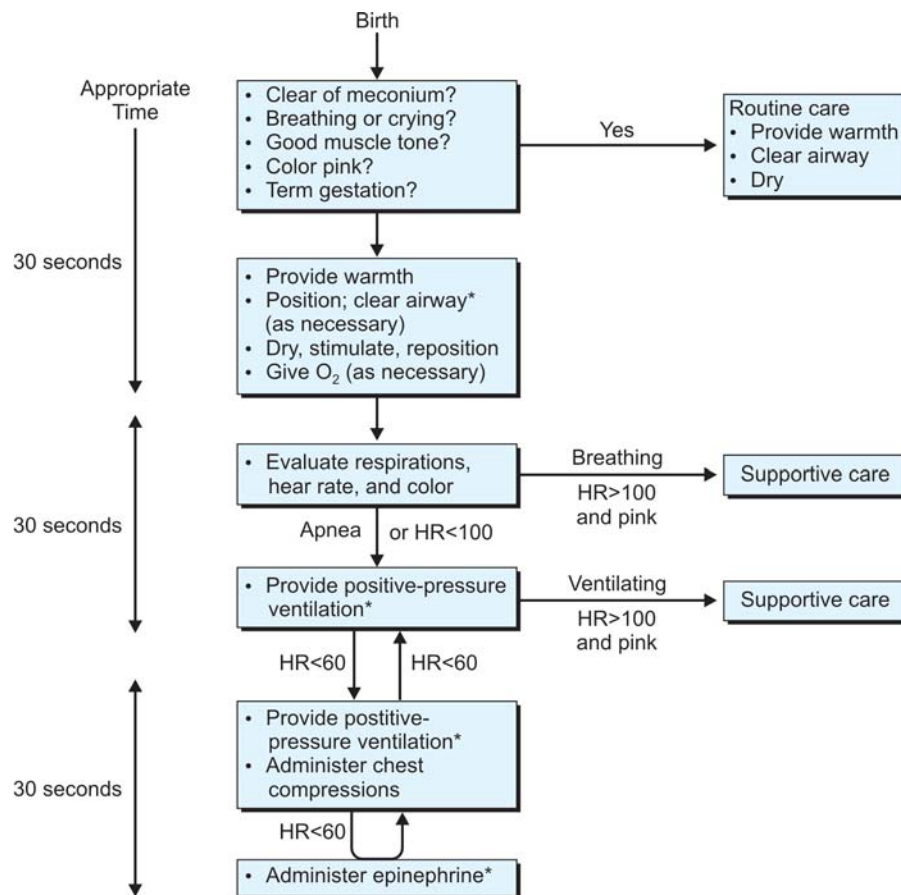 Birth
Appropriate
Time
• Clear of meconium?
• Breathing or crying?
• Good muscle tone?
• Color pink?
• Term gestation?
Yes
Routine care
• Provide warmth
• Clear airway
• Dry
30 seconds
• Provide warmth
• Position; clear airway*
(as necessary)
• Dry, stimulate, reposition
• Give O₂ (as necessary)
• Evaluate respirations,
hear rate, and color
Breathing
HR>100
and pink
Supportive care
30 seconds
Apnea or HR<100
• Provide positive-pressure
ventilation*
Ventilating
HR>100
and pink
Supportive care
HR<60 HR<60
• Provide postitive-
pressure ventilation*
• Administer chest
compressions
30 seconds
HR<60
• Administer epinephrine*